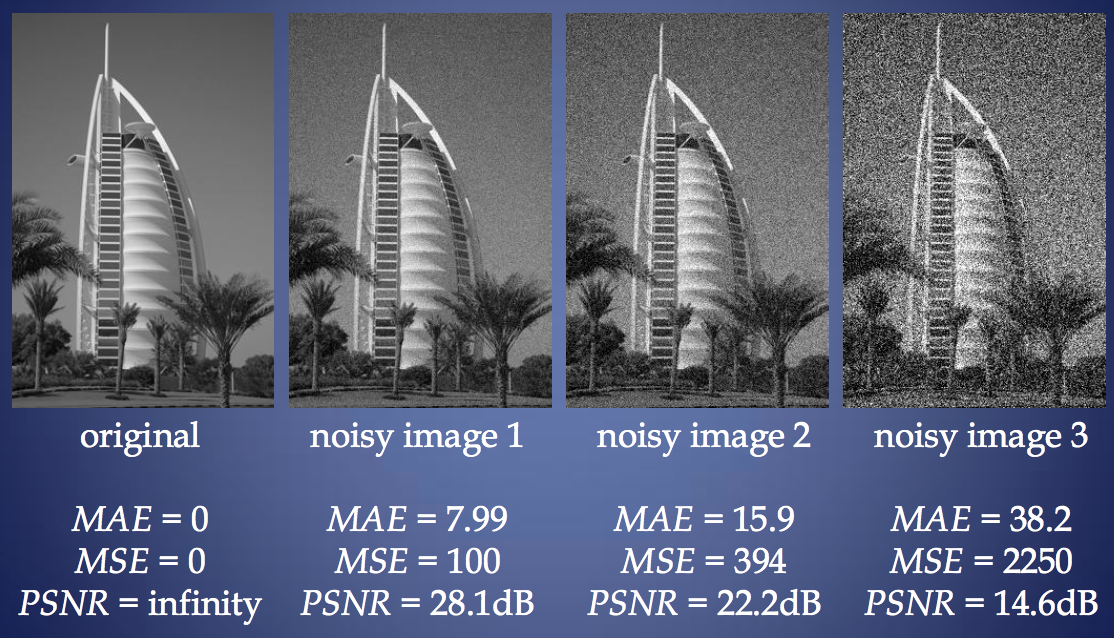 original
noisy image 1
noisy image 2
noisy image 3
MAE = 0
MAE = 7.99
MAE = 15.9
MAE = 38.2
MSE = 0
MSE = 100
MSE = 394
MSE = 2250
PSNR = infinity
PSNR = 28.1dB
PSNR = 22.2dB
PSNR = 14.6dB